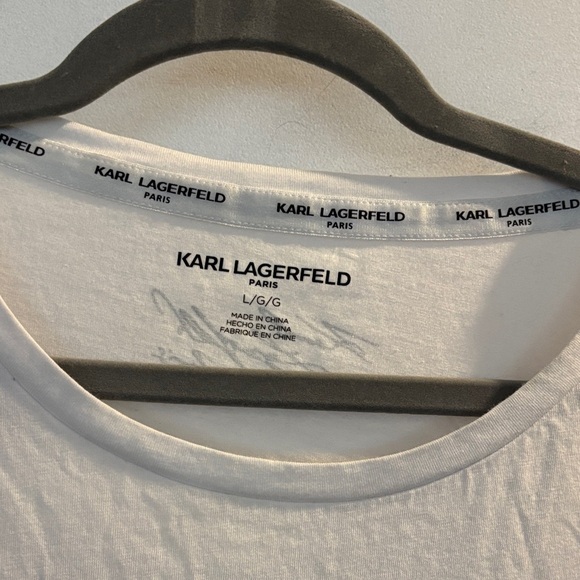 RFELD
KARL LAGERFELD
PARIS
KARL LAGERFELD
PARIS
KARL LAGERFELD
PARIS
KARL LAGERFELD
PARIS
L/G/G
MADE IN CHINA
HECHO EN CHINA
FABRIQUE EN CHINE